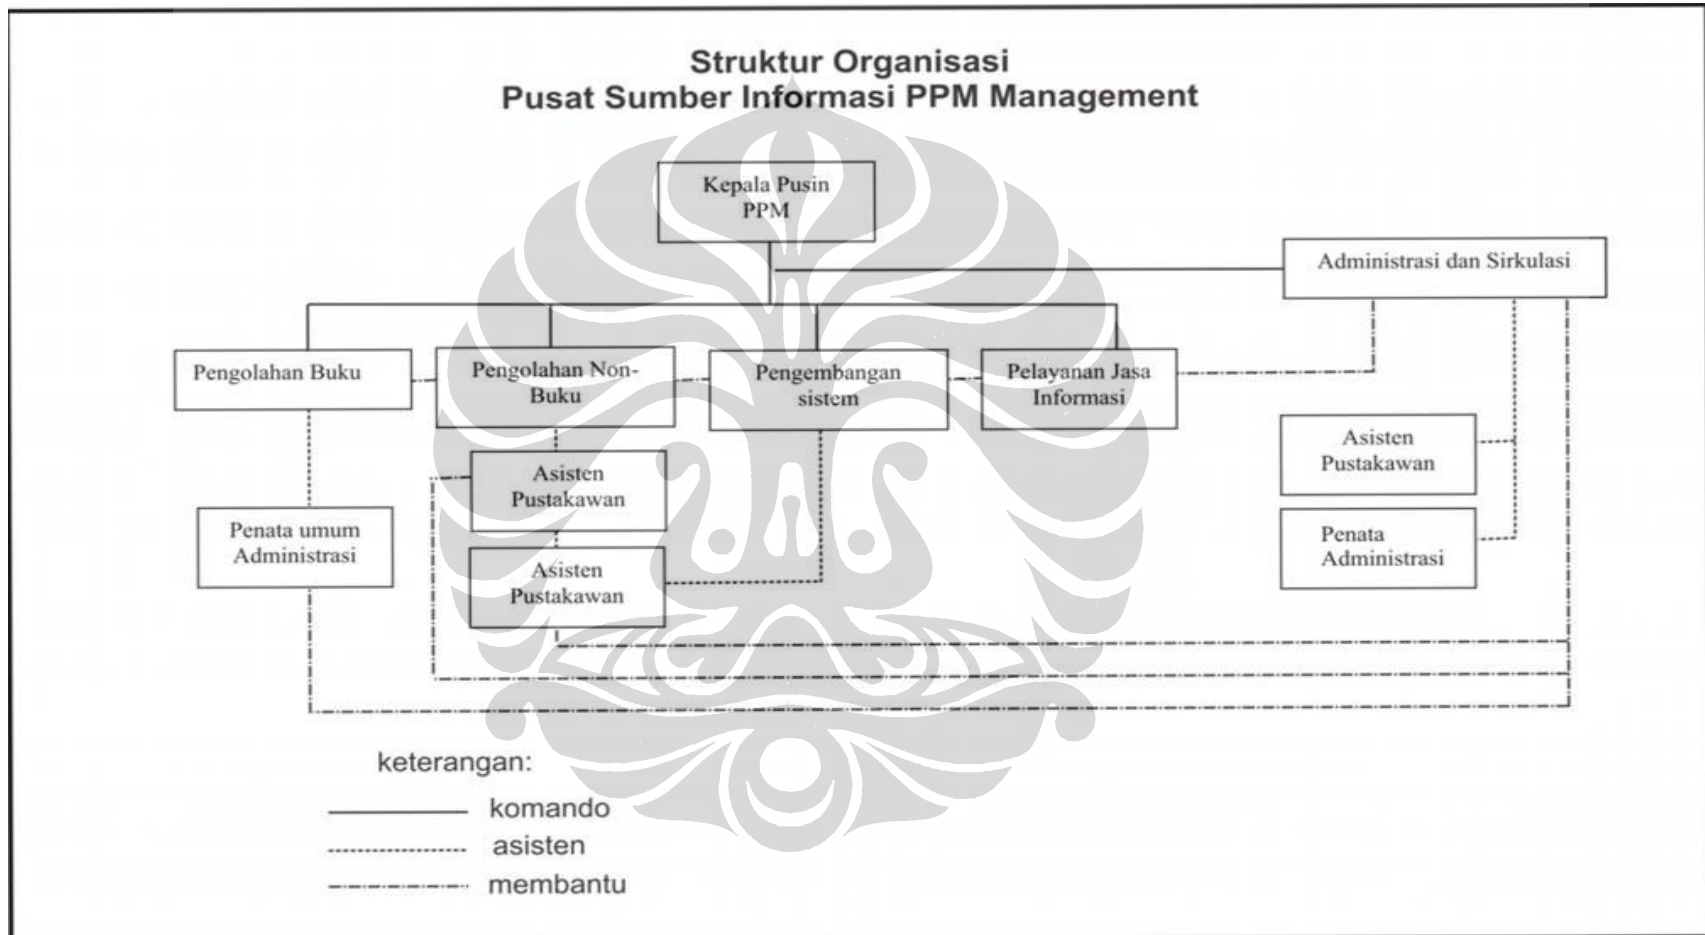 Struktur Organisasi
Pusat Sumber Informasi PPM Management
Kepala Pusin
PPM
Administrasi dan Sirkulasi
Pengolahan Buku
Pengolahan Non-
Buku
Pengembangan
sistem
Pelayanan Jasa
Informasi
Asisten
Pustakawan
Asisten
Pustakawan
Penata umum
Administrasi
Asisten
Pustakawan
Penata
Administrasi
keterangan:
komando
asisten
membantu